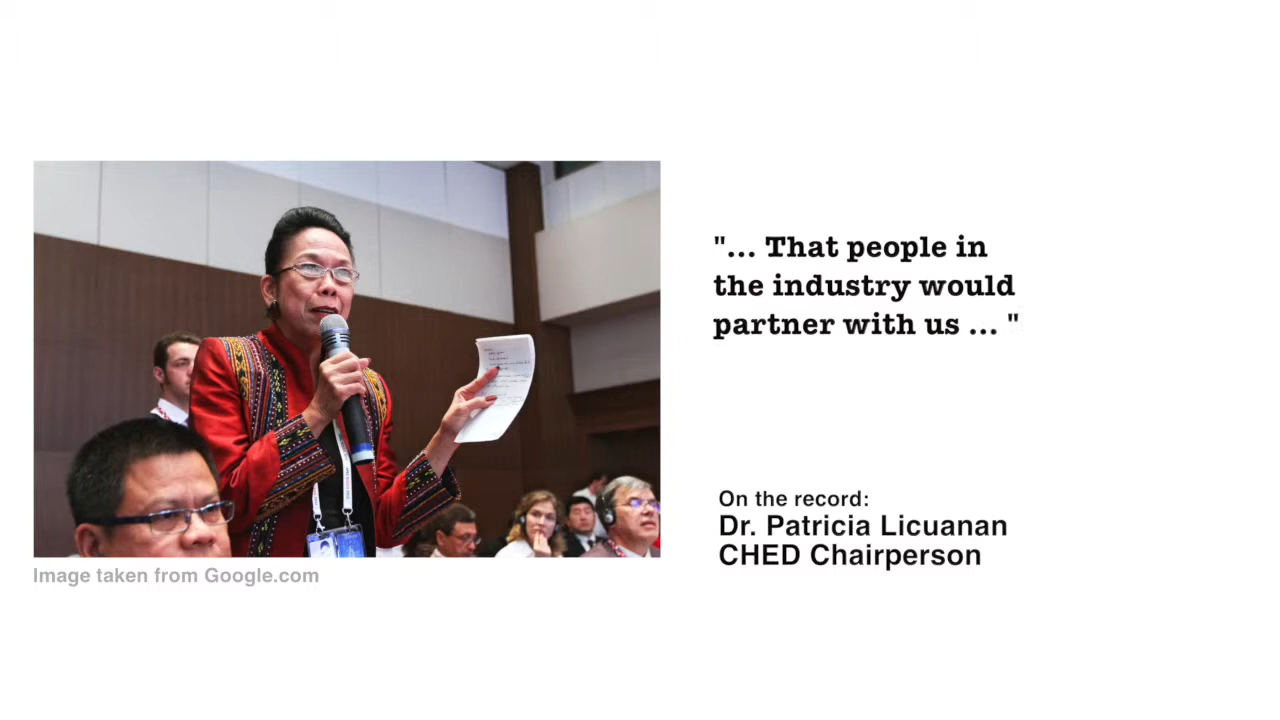 "... That people in
the industry would
partner with us ... "
On the record:
Dr. Patricia Licuanan
CHED Chairperson
Image taken from Google.com